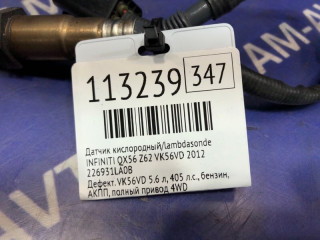 113239 347
Датчик кислородный/lambdasonde
INFINITI QX56 Z62 VK56VD 2012
226931LA0B
Дефект. VK56VD 5.6 л, 405 л.с., бензин,
АКПП, полный привод 4WD